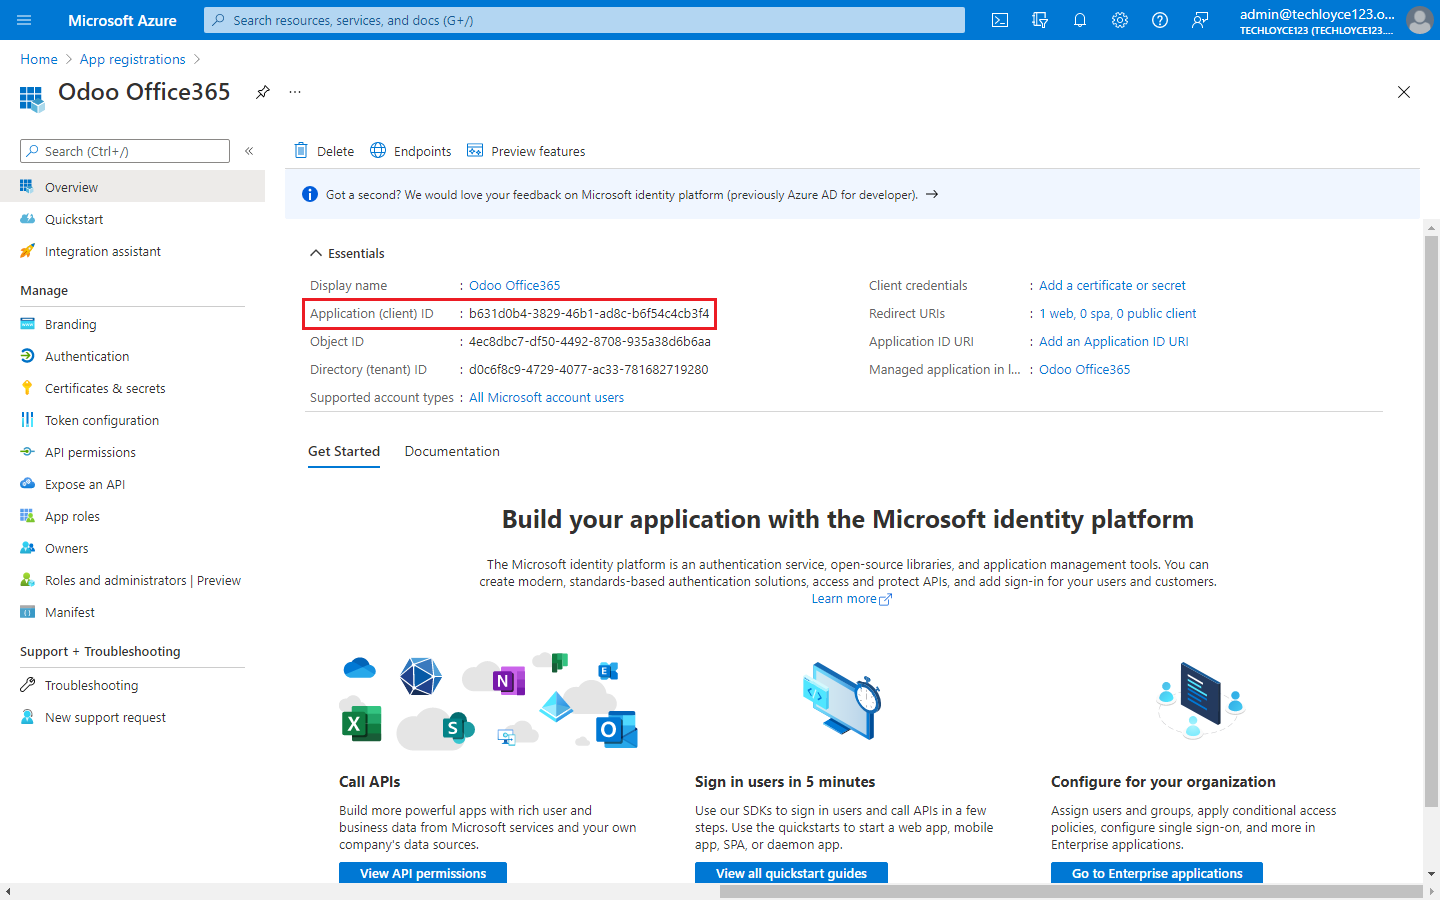 Microsoft Azure
Search resources, services, and docs (G+/)
admin@techloyce123.o...
TECHLOYCE123 (TECHLOYCE123....
Home > App registrations >
Odoo Office365
...
Search (Ctrl+/)
«
Overview
Quickstart
Integration assistant
Manage
Branding
Authentication
Certificates & secrets
Token configuration
API permissions
Expose an API
App roles
Owners
Roles and administrators | Preview
Manifest
Support + Troubleshooting
Troubleshooting
New support request
Delete
Endpoints
Preview features
Got a second? We would love your feedback on Microsoft identity platform (previously Azure AD for developer). →
Essentials
Display name : Odoo Office365
Application (client) ID : b631d0b4-3829-46b1-ad8c-b6f54c4cb3f4
Object ID : 4ec8dbc7-df50-4492-8708-935a38d6b6aa
Directory (tenant) ID : d0c6f8c9-4729-4077-ac33-781682719280
Supported account types : All Microsoft account users
Client credentials : Add a certificate or secret
Redirect URIs : 1 web, 0 spa, 0 public client
Application ID URI : Add an Application ID URI
Managed application in l... : Odoo Office365
Get Started
Documentation
Build your application with the Microsoft identity platform
The Microsoft identity platform is an authentication service, open-source libraries, and application management tools. You can
create modern, standards-based authentication solutions, access and protect APIs, and add sign-in for your users and customers.
Learn more
N
E
X
S
O
Call APIs
Build more powerful apps with rich user and
business data from Microsoft services and your own
company's data sources.
View API permissions
Sign in users in 5 minutes
Use our SDKs to sign in users and call APIs in a few
steps. Use the quickstarts to start a web app, mobile
app, SPA, or daemon app.
View all quickstart guides
Configure for your organization
Assign users and groups, apply conditional access
policies, configure single sign-on, and more in
Enterprise applications.
Go to Enterprise applications